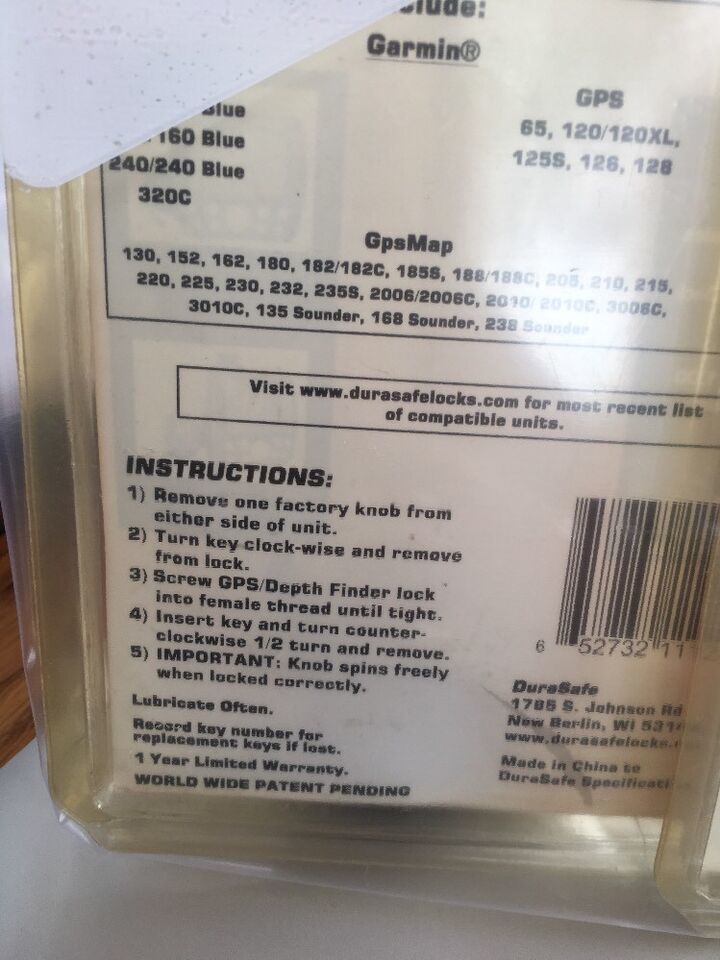 Garmin®
Blue
160 Blue
240/240 Blue
320C
GPS
65, 120/120XL,
125S, 126, 128
GpsMap
130, 152, 162, 180, 182/182C, 185S, 188/188C, 205, 210, 215,
220, 225, 230, 232, 235S, 2006/2006C, 2010/2010C, 3006C,
3010C, 135 Sounder, 168 Sounder, 238 Sounder
Visit www.durasafelocks.com for most recent list
of compatible units.
INSTRUCTIONS:
1) Remove one factory knob from
either side of unit.
2) Turn key clock-wise and remove
from lock.
3) Screw GPS/Depth Finder lock
into female thread until tight.
4) Insert key and turn counter-
clockwise 1/2 turn and remove.
5) IMPORTANT: Knob spins freely
when locked correctly.
Lubricate Often.
Record key number for
replacement keys if lost.
1 Year Limited Warranty.
WORLD WIDE PATENT PENDING
6 52732 11
DuraSafe
1785 S. Johnson Rd
New Berlin, WI
www.durasafelocks.
Made in China to
DuraSafe